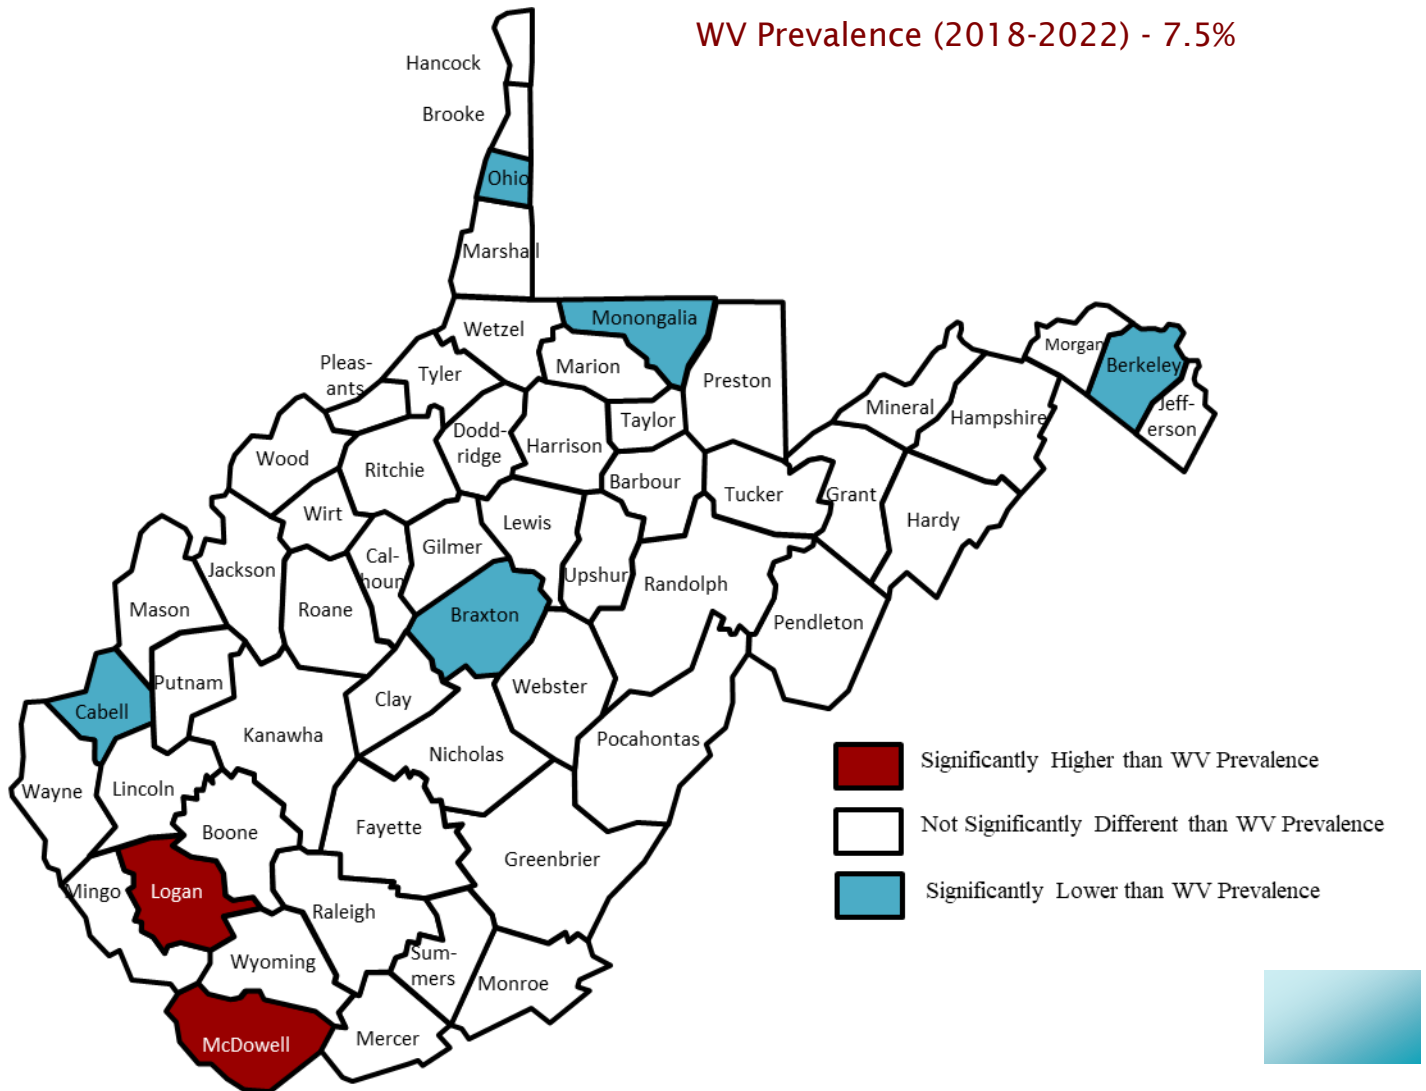 WV Prevalence (2018-2022) - 7.5%
Hancock
Brooke
Ohio
Marshall
Wetzel
Monongalia
Marion
Preston
Pleas-
ants
Tyler
Morgan
Berkeley
Jeff-
erson
Mineral
Hampshire
Wood
Ritchie
Dodd-
ridge
Harrison
Taylor
Barbour
Tucker
Grant
Hardy
Wirt
Lewis
Gilmer
Cal-
houn
Jackson
Roane
Upshur
Randolph
Mason
Braxton
Pendleton
Putnam
Clay
Webster
Cabell
Kanawha
Nicholas
Pocahontas
Wayne
Lincoln
Boone
Fayette
Greenbrier
Mingo
Logan
Raleigh
Wyoming
Sum-
mers
Monroe
McDowell
Mercer
Significantly Higher than WV Prevalence
Not Significantly Different than WV Prevalence
Significantly Lower than WV Prevalence